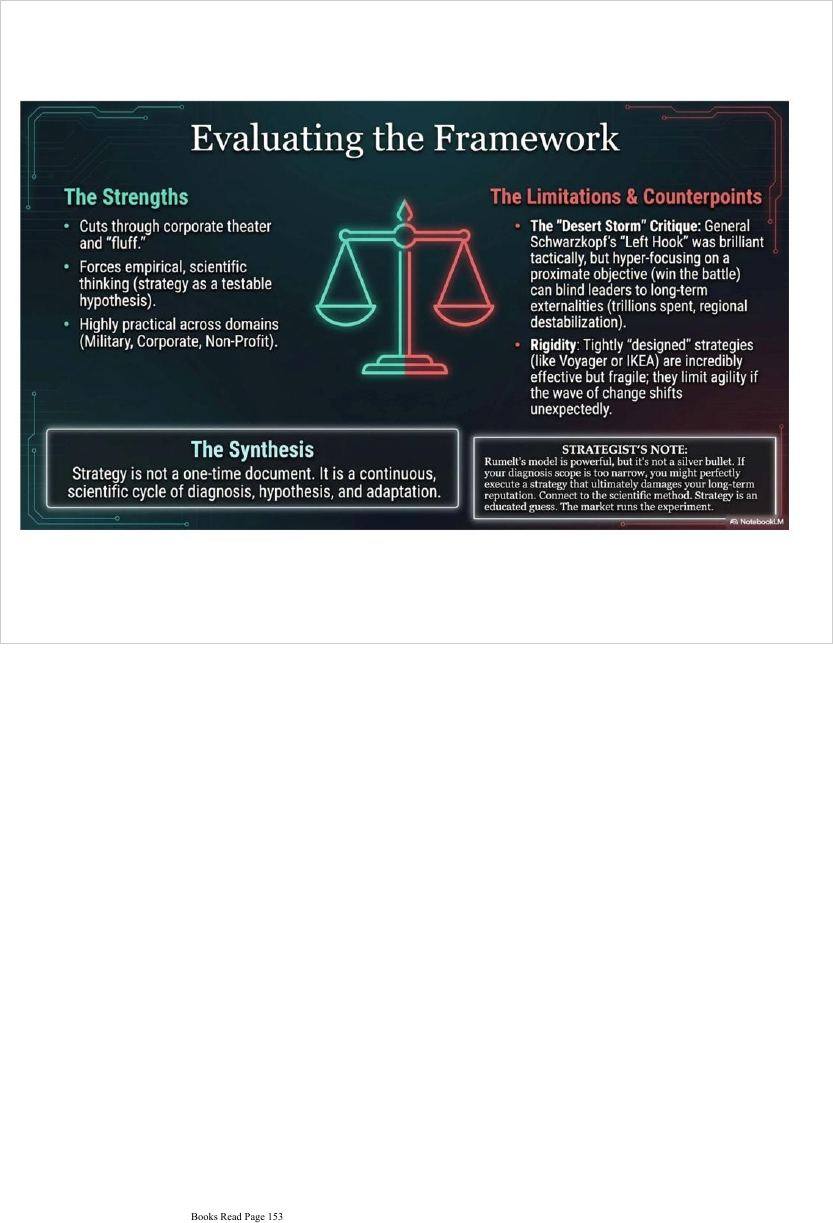 Evaluating the Framework
The Strengths
• Cuts through corporate theater
and “fluff.”
• Forces empirical, scientific
thinking (strategy as a testable
hypothesis).
• Highly practical across domains
(Military, Corporate, Non-Profit).
The Limitations & Counterpoints
• The “Desert Storm” Critique: General
Schwarzkopf’s “Left Hook” was brilliant
tactically, but hyper-focusing on a
proximate objective (win the battle)
can blind leaders to long-term
externalities (trillions spent, regional
destabilization).
• Rigidity: Tightly “designed” strategies
(like Voyager or IKEA) are incredibly
effective but fragile; they limit agility if
the wave of change shifts
unexpectedly.
The Synthesis
Strategy is not a one-time document. It is a continuous,
scientific cycle of diagnosis, hypothesis, and adaptation.
STRATEGIST’S NOTE:
Rumelt’s model is powerful, but it’s not a silver bullet. If
your diagnosis scope is too narrow, you might perfectly
execute a strategy that ultimately damages your long-term
reputation. Connect to the scientific method. Strategy is an
educated guess. The market runs the experiment.
NotebookLM
Books Read Page 153